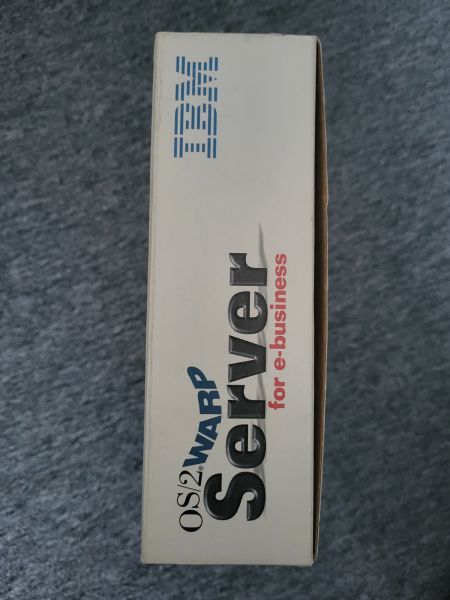 OS/2® WARP
Server
for e-business
IBM